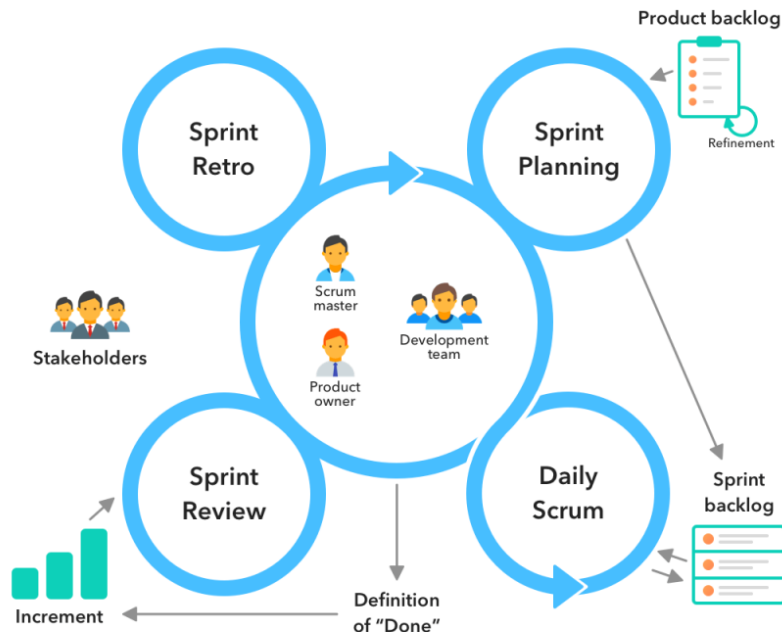 Product backlog
Refinement
Sprint
Retro
Sprint
Planning
Scrum
master
Development
team
Product
owner
Stakeholders
Sprint
Review
Daily
Scrum
Sprint
backlog
Increment
Definition
of “Done”